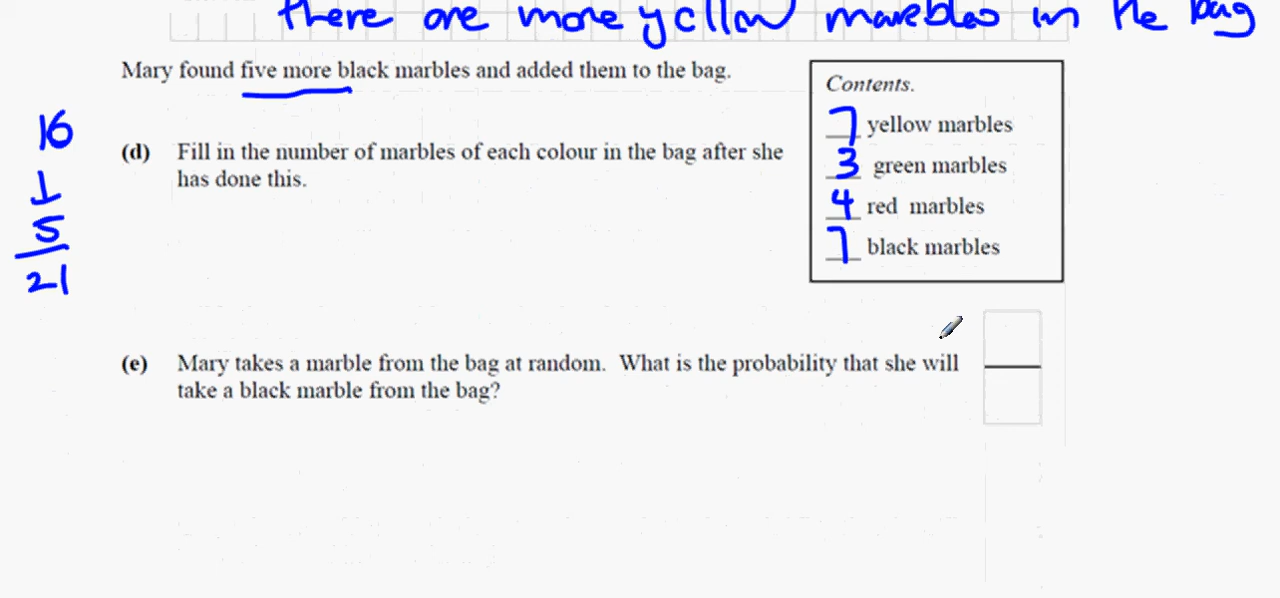 there are more yellow marbles in the bag
Mary found five more black marbles and added them to the bag.
Contents.
7 yellow marbles
3 green marbles
4 red marbles
7 black marbles
16
+
5
21
(d) Fill in the number of marbles of each colour in the bag after she
has done this.
(e) Mary takes a marble from the bag at random. What is the probability that she will
take a black marble from the bag?